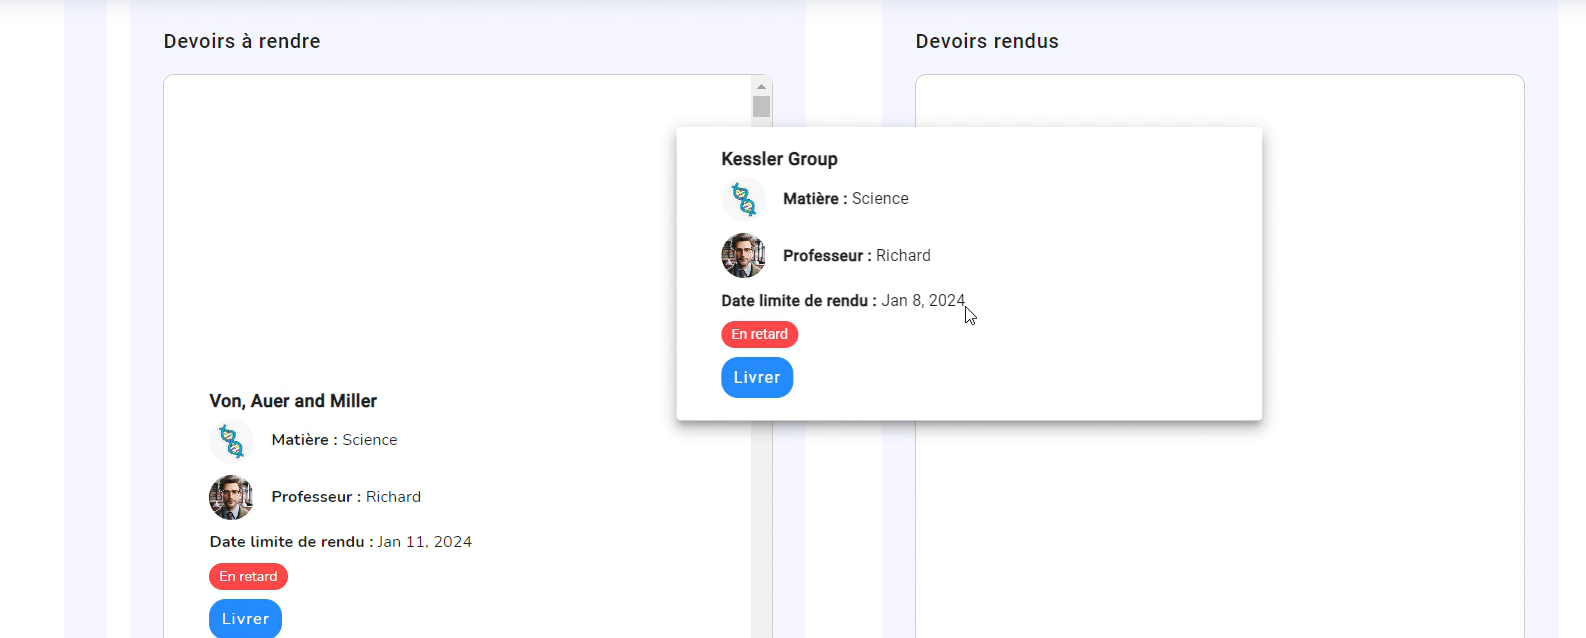 Devoirs à rendre
Devoirs rendus
Kessler Group
Matière : Science
Professeur : Richard
Date limite de rendu : Jan 8, 2024
En retard
Livrer
Von, Auer and Miller
Matière : Science
Professeur : Richard
Date limite de rendu : Jan 11, 2024
En retard
Livrer